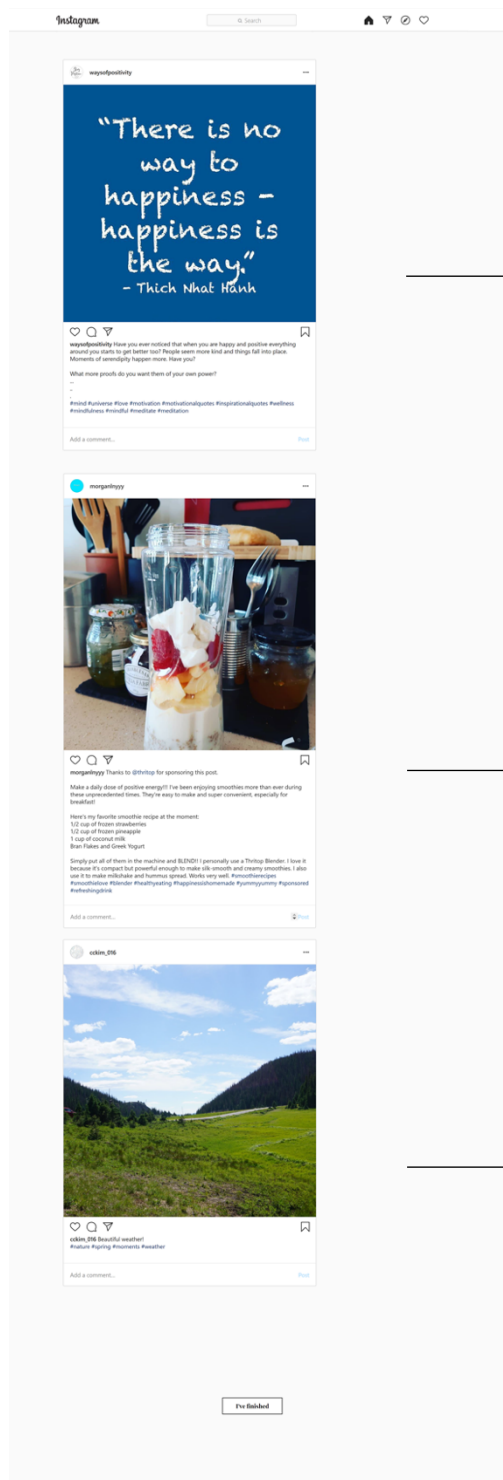 Instagram
Search
waysofpositivity
“There is no
way to
happiness –
happiness is
the way.”
– Thich Nhat Hanh
waysofpositivity Have you ever noticed that when you are happy and positive everything
around you starts to get better too? People seem more kind and things fall into place.
Moments of serendipity happen more. Have you?
What more proofs do you want them of your own power?
#mind #universe #love #motivation #motivationalquotes #inspirationalquotes #wellness
#mindfulness #mindful #meditate #meditation
Add a comment... Post
morganlnyyy
morganlnyyy Thanks to @thritop for sponsoring this post.
Make a daily dose of positive energy!!! I've been enjoying smoothies more than ever during
these unprecedented times. They're easy to make and super convenient, especially for
breakfast!
Here's my favorite smoothie recipe at the moment:
1/2 cup of frozen strawberries
1/2 cup of frozen pineapple
1 cup of coconut milk
Bran Flakes and Greek Yogurt
Simply put all of them in the machine and BLEND!! I personally use a Thritop Blender. I love it
because it's compact but powerful enough to make silk-smooth and creamy smoothies. I also
use it to make milkshake and hummus spread. Works very well. #smoothierecipes
#smoothielove #blender #healthyeating #happinessishomemade #yummyyummy #sponsored
#refreshingdrink
Add a comment... Post
cckim_016
cckim_016 Beautiful weather!
#nature #spring #moments #weather
Add a comment... Post
I've finished